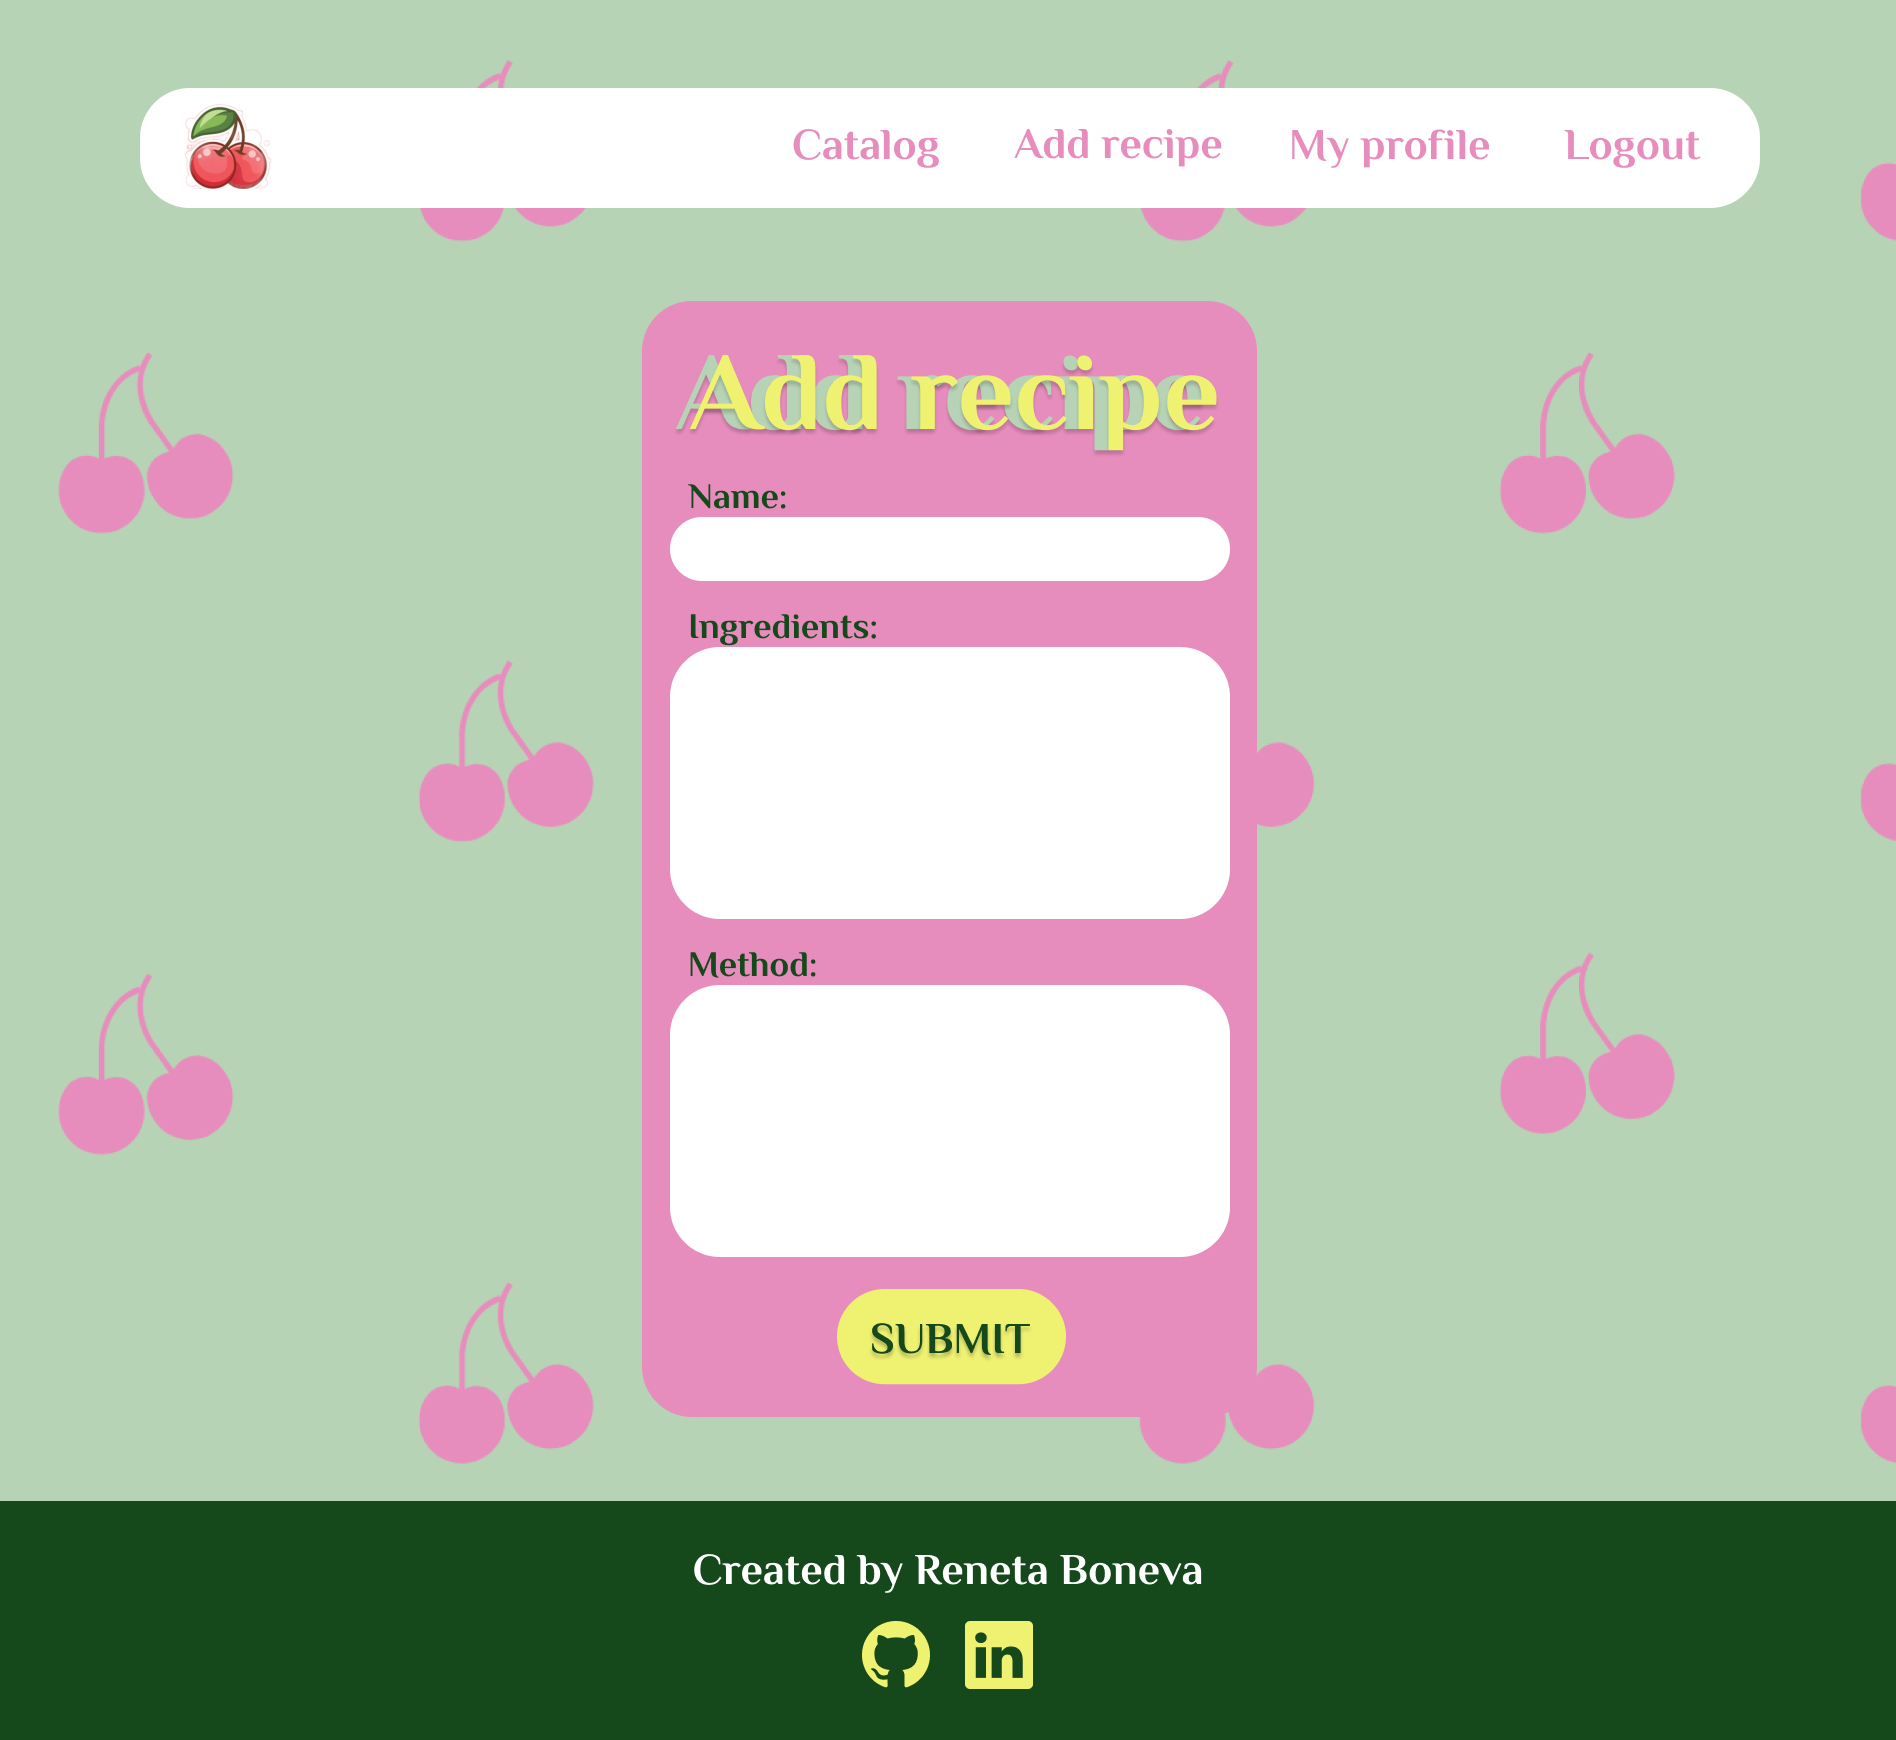 Catalog Add recipe My profile Logout
Add recipe
Name:
Ingredients:
Method:
SUBMIT
Created by Reneta Boneva
in